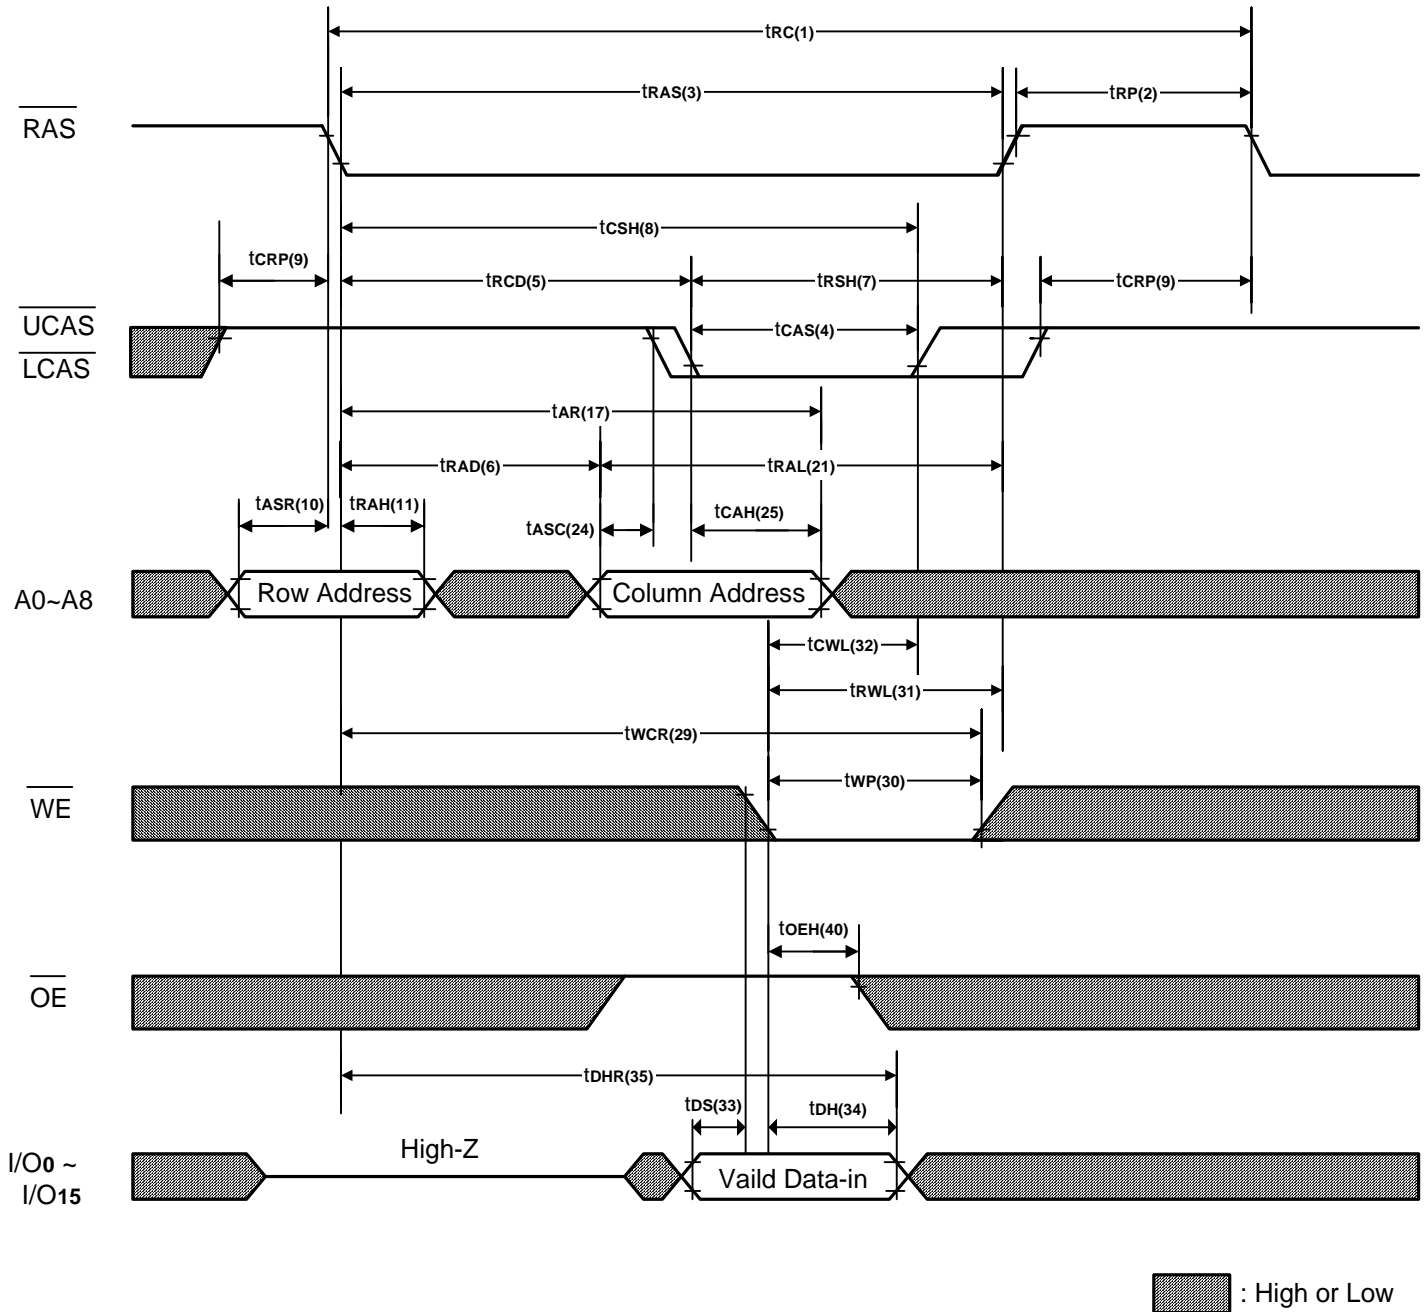 tRC(1)
tRAS(3)
tRP(2)
RAS
tCSH(8)
tCRP(9)
tRCD(5)
tRSH(7)
tCRP(9)
UCAS
tCAS(4)
LCAS
tAR(17)
tRAD(6)
tRAL(21)
tASR(10)
tRAH(11)
tASC(24)
tCAH(25)
A0~A8
Row Address
Column Address
tCWL(32)
tRWL(31)
tWCR(29)
tWP(30)
WE
tOEH(40)
OE
tDHR(35)
tDS(33)
tDH(34)
I/O0 ~
I/O15
High-Z
Vaild Data-in
: High or Low